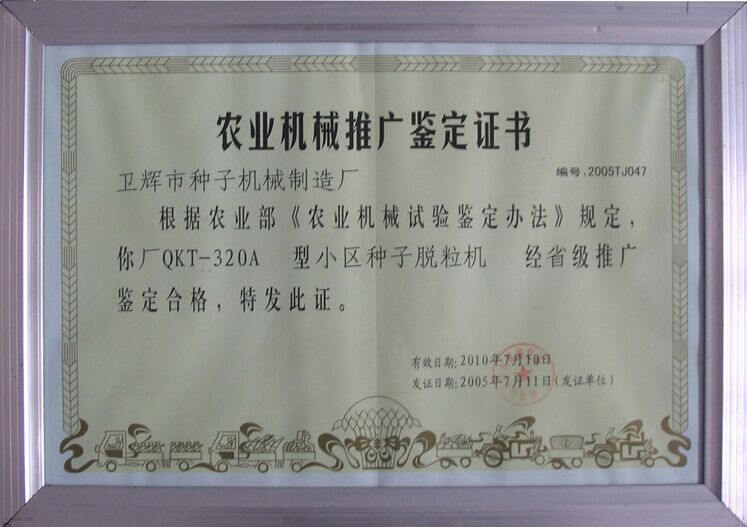 农业机械推广鉴定证书
卫辉市种子机械制造厂
编号:2005TJ047
根据农业部《农业机械试验鉴定办法》规定，
你厂QKT-320A 型小区种子脱粒机 经省级推广
鉴定合格，特发此证。
有效日期:2010年7月10日
发证日期:2005年7月11日(发证单位)